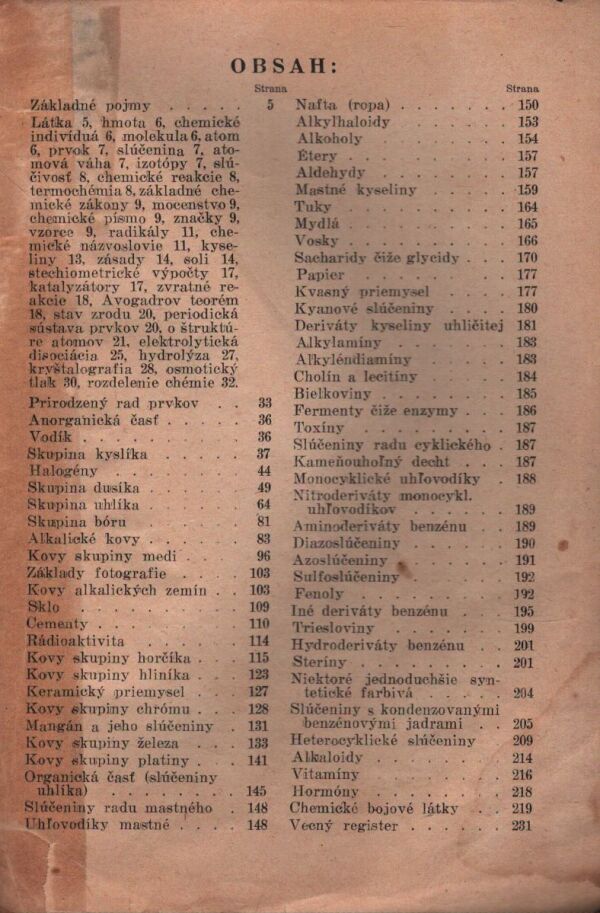 OBSAH:
Strana
Základné pojmy . . . . . 5
Látka 5, hmota 6, chemické
indivíduá 6, molekula 6, atom
6, prvok 7, slúčenina 7, ato-
mová váha 7, izotópy 7, slú-
čivosť 8, chemické reakcie 8,
termochémia 8, základné che-
mické zákony 9, mocenstvo 9,
chemické písmo 9, značky 9,
vzorce 9, radikály 11, che-
mické názvoslovie 11, kyse-
liny 13, zásady 14, soli 14,
stechiometrické výpočty 17,
katalyzátory 17, zvratné re-
akcie 18, Avogadrov teorém
18, stav zrodu 20, periodická
sústava prvkov 20, o štruktú-
re atomov 21, elektrolytická
disociácia 25, hydrolýza 27,
kryštalografia 28, osmotický
tlak 30, rozdelenie chémie 32.
Prirodzený rad prvkov . . 33
Anorganická časť . . . . . 36
Vodík . . . . . . . . . 36
Skupina kyslíka . . . . . 37
Halogény . . . . . . . 44
Skupina dusíka . . . . . 49
Skupina uhlíka . . . . . 64
Skupina bóru . . . . . 81
Alkalické kovy . . . . . 83
Kovy skupiny medi . . . 96
Základy fotografie . . . . 103
Kovy alkalických zemín . . 103
Sklo . . . . . . . . . 109
Cementy . . . . . . . . 110
Rádioaktivita . . . . . 114
Kovy skupiny horčíka . . . 115
Kovy skupiny hliníka . . . 123
Keramický priemysel . . . 127
Kovy skupiny chrómu . . . 128
Mangán a jeho slúčeniny . 131
Kovy skupiny železa . . . 133
Kovy skupiny platiny . . . 141
Organická časť (slúčeniny
uhlíka) . . . . . . . . 145
Slúčeniny radu mastného . 148
Uhľovodíky mastné . . . . 148
Strana
Nafta (ropa) . . . . . . . 150
Alkylhaloidy . . . . . . 153
Alkoholy . . . . . . . . 154
Étery . . . . . . . . . 157
Aldehydy . . . . . . . 157
Mastné kyseliny . . . . . 159
Tuky . . . . . . . . . 164
Mydlá . . . . . . . . . 165
Vosky . . . . . . . . . 166
Sacharidy čiže glycidy . . . 170
Papier . . . . . . . . 177
Kvasný priemysel . . . . 177
Kyanové slúčeniny . . . . 180
Deriváty kyseliny uhličitej 181
Alkylamíny . . . . . . 183
Alkyléndiamíny . . . . . 183
Cholín a lecitíny . . . . 184
Bielkoviny . . . . . . . 185
Fermenty čiže enzymy . . . 186
Toxíny . . . . . . . . 187
Slúčeniny radu cyklického . 187
Kameňouhoľný decht . . . 187
Monocyklické uhľovodíky . 188
Nitroderiváty monocykl.
uhľovodíkov . . . . . . 189
Aminoderiváty benzénu . . 189
Diazoslúčeniny . . . . . 190
Azoslúčeniny . . . . . . 191
Sulfoslúčeniny . . . . . 192
Fenoly . . . . . . . . 192
Iné deriváty benzénu . . 195
Triesloviny . . . . . . 199
Hydroderiváty benzénu . . 201
Steríny . . . . . . . . 201
Niektoré jednoduchšie syn-
tetické farbivá . . . . . 204
Slúčeniny s kondenzovanými
benzénovými jadrami . . 205
Heterocyklické slúčeniny 209
Alkaloidy . . . . . . . 214
Vitamíny . . . . . . . 216
Hormóny . . . . . . . 218
Chemické bojové látky . . 219
Vecný register . . . . . . 231